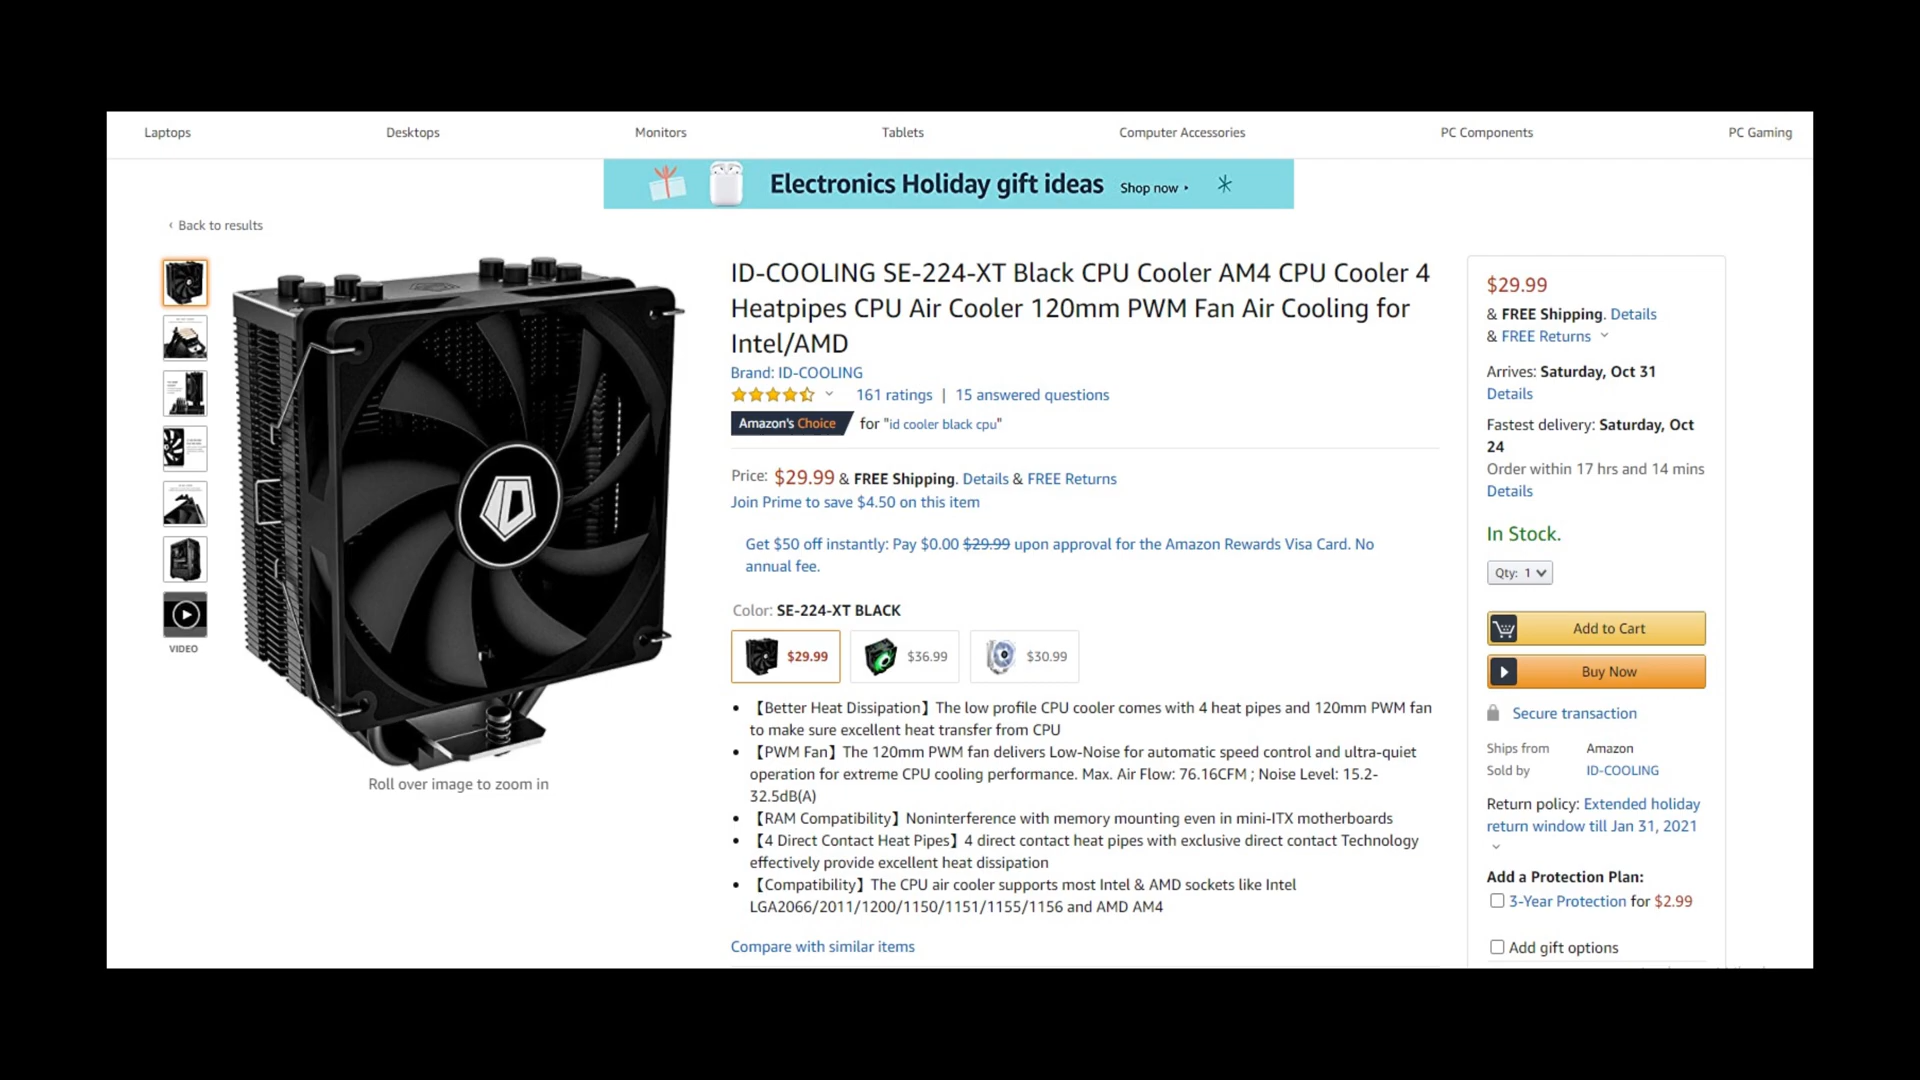 Laptops
Desktops
Monitors
Tablets
Computer Accessories
PC Components
PC Gaming
Electronics Holiday gift ideas Shop now
‹ Back to results
VIDEO
Roll over image to zoom in
ID-COOLING SE-224-XT Black CPU Cooler AM4 CPU Cooler 4
Heatpipes CPU Air Cooler 120mm PWM Fan Air Cooling for
Intel/AMD
Brand: ID-COOLING
161 ratings | 15 answered questions
Amazon's Choice for "id cooler black cpu"
Price: $29.99 & FREE Shipping. Details & FREE Returns
Join Prime to save $4.50 on this item
Get $50 off instantly: Pay $0.00 $29.99 upon approval for the Amazon Rewards Visa Card. No
annual fee.
Color: SE-224-XT BLACK
$29.99
$36.99
$30.99
• 【Better Heat Dissipation】The low profile CPU cooler comes with 4 heat pipes and 120mm PWM fan
to make sure excellent heat transfer from CPU
• 【PWM Fan】The 120mm PWM fan delivers Low-Noise for automatic speed control and ultra-quiet
operation for extreme CPU cooling performance. Max. Air Flow: 76.16CFM ; Noise Level: 15.2-
32.5dB(A)
• 【RAM Compatibility】Noninterference with memory mounting even in mini-ITX motherboards
• 【4 Direct Contact Heat Pipes】4 direct contact heat pipes with exclusive direct contact Technology
effectively provide excellent heat dissipation
• 【Compatibility】The CPU air cooler supports most Intel & AMD sockets like Intel
LGA2066/2011/1200/1150/1151/1155/1156 and AMD AM4
Compare with similar items
$29.99
& FREE Shipping. Details
& FREE Returns
Arrives: Saturday, Oct 31
Details
Fastest delivery: Saturday, Oct
24
Order within 17 hrs and 14 mins
Details
In Stock.
Qty: 1
Add to Cart
Buy Now
Secure transaction
Ships from Amazon
Sold by ID-COOLING
Return policy: Extended holiday
return window till Jan 31, 2021
Add a Protection Plan:
3-Year Protection for $2.99
Add gift options